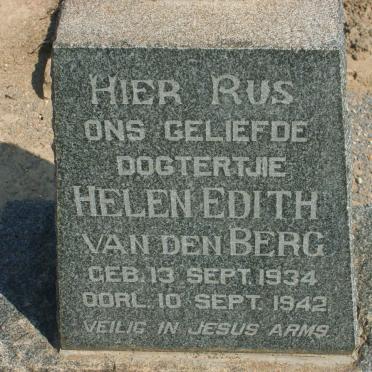 HIER RUS
ONS GELIEFDE
DOGTERTJIE
HELEN EDITH
VAN DEN BERG
GEB. 13 SEPT. 1934
OORL. 10 SEPT. 1942
VEILIG IN JESUS ARMS